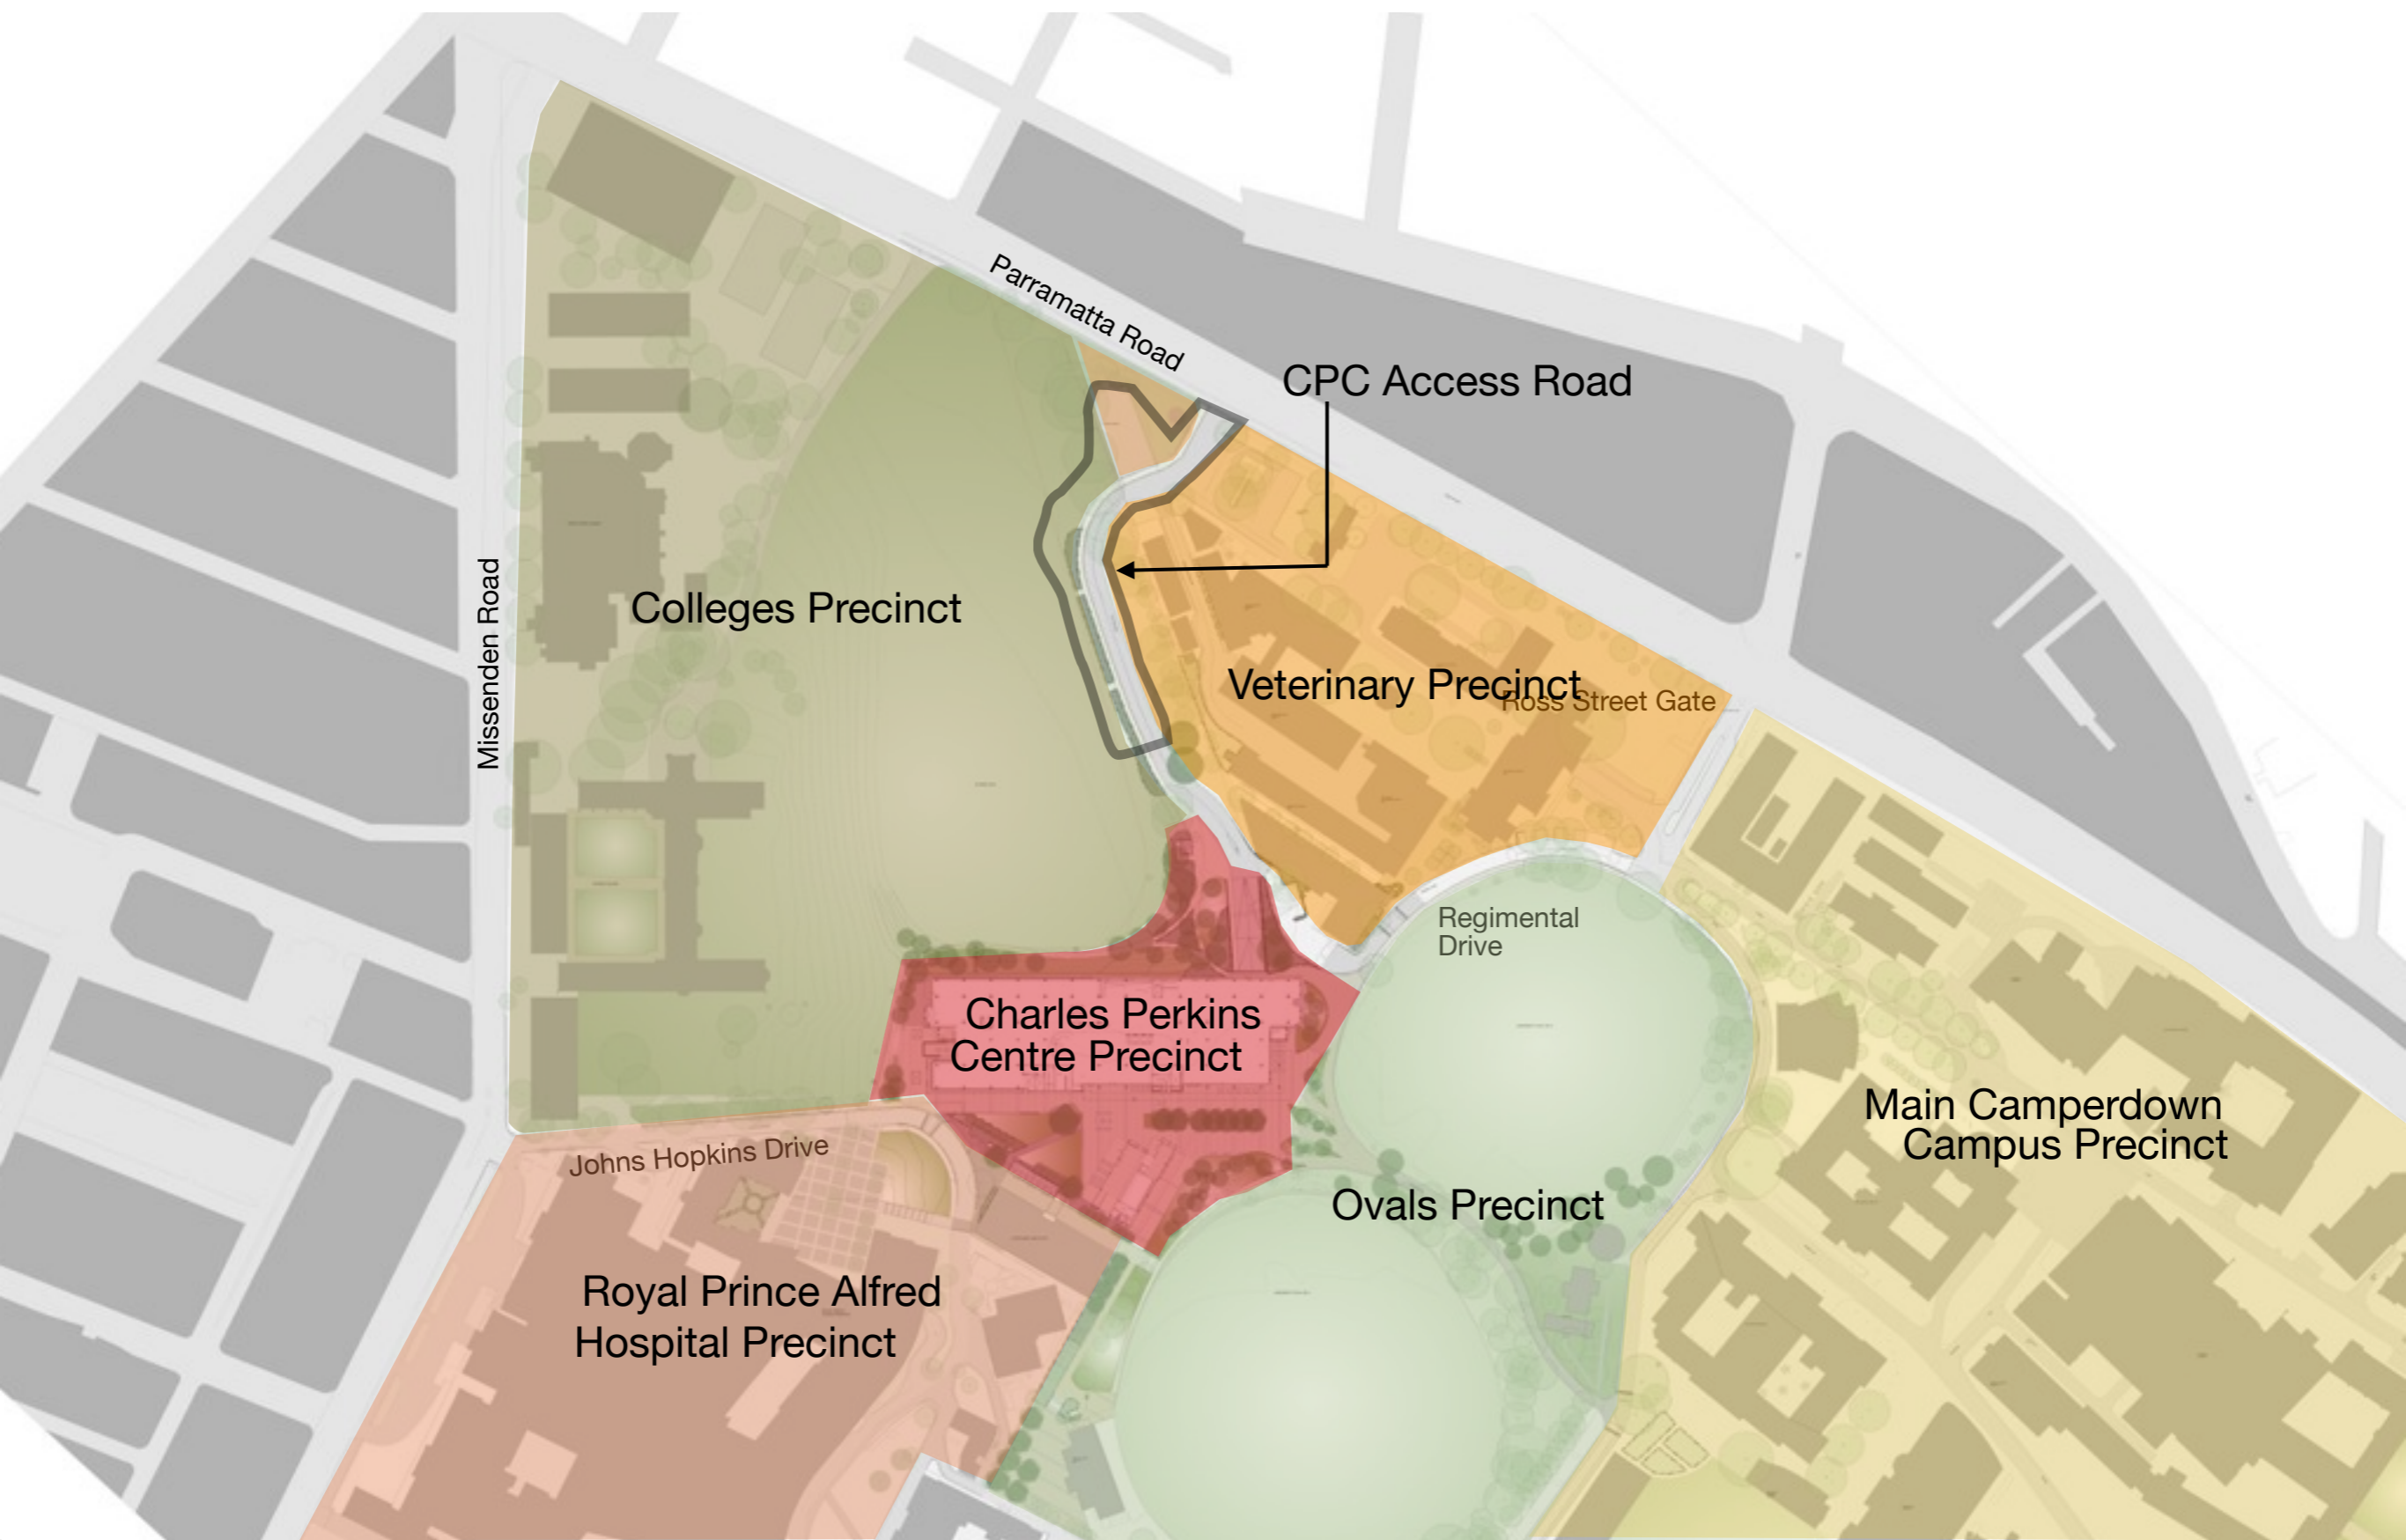 Parramatta Road
CPC Access Road
Missenden Road
Colleges Precinct
Veterinary Precinct
Ross Street Gate
Regimental
Drive
Charles Perkins
Centre Precinct
Main Camperdown
Campus Precinct
Johns Hopkins Drive
Ovals Precinct
Royal Prince Alfred
Hospital Precinct